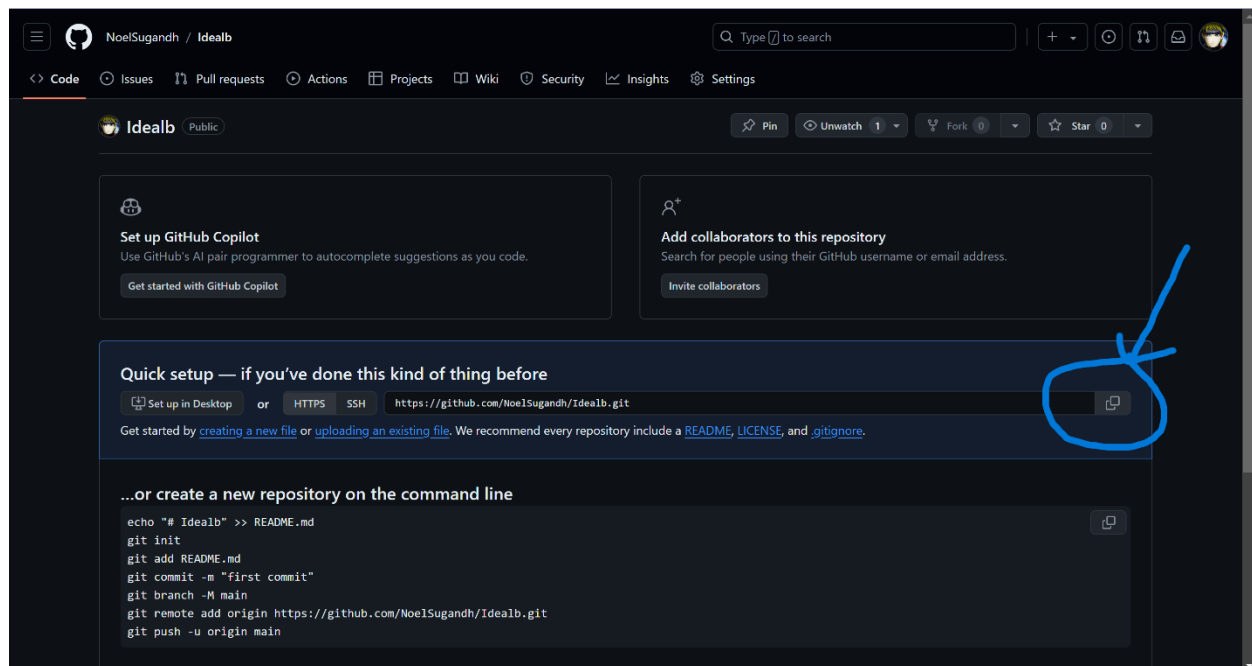 NoelSugandh / Idealb
Type / to search
Code Issues Pull requests Actions Projects Wiki Security Insights Settings
Idealb Public
Pin Unwatch 1 Fork 0 Star 0
Set up GitHub Copilot
Use GitHub's AI pair programmer to autocomplete suggestions as you code.
Get started with GitHub Copilot
Add collaborators to this repository
Search for people using their GitHub username or email address.
Invite collaborators
Quick setup — if you've done this kind of thing before
Set up in Desktop or HTTPS SSH https://github.com/NoelSugandh/Idealb.git
Get started by creating a new file or uploading an existing file. We recommend every repository include a README, LICENSE, and .gitignore.
…or create a new repository on the command line
echo "# Idealb" >> README.md
git init
git add README.md
git commit -m "first commit"
git branch -M main
git remote add origin https://github.com/NoelSugandh/Idealb.git
git push -u origin main